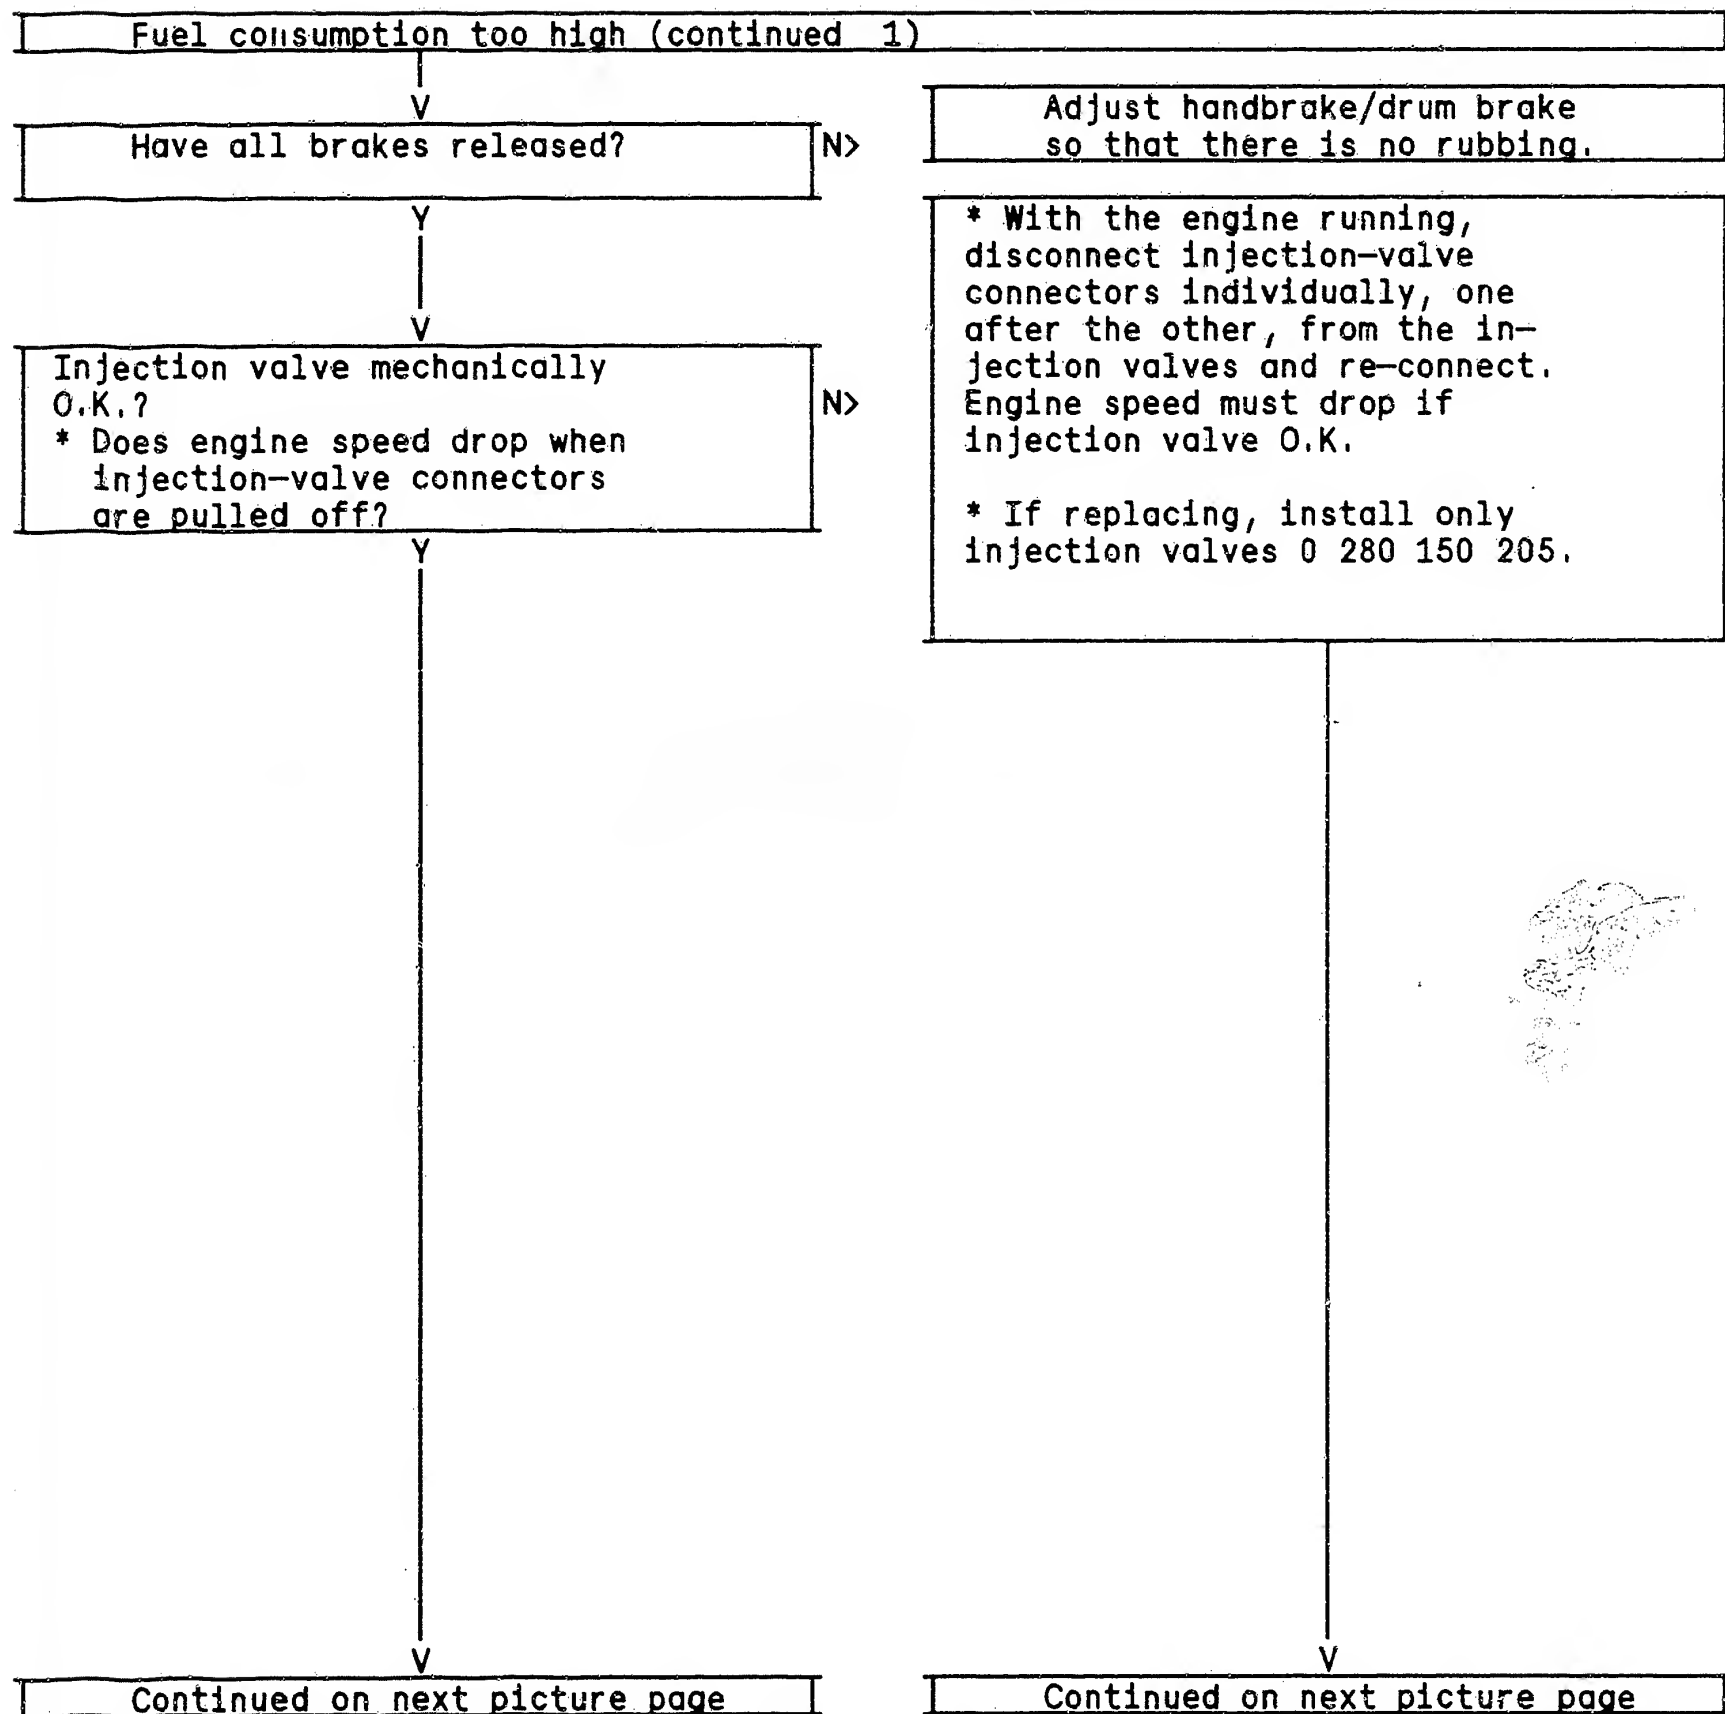 Fuel consumption too high (continued 1)
V
Have all brakes released?
N>
Adjust handbrake/drum brake
so that there is no rubbing.
Y
V
Injection valve mechanically
O.K.?
* Does engine speed drop when
injection-valve connectors
are pulled off?
N>
* With the engine running,
disconnect injection-valve
connectors individually, one
after the other, from the in-
jection valves and re-connect.
Engine speed must drop if
injection valve O.K.
* If replacing, install only
injection valves 0 280 150 205.
Y
V
Continued on next picture page
V
Continued on next picture page